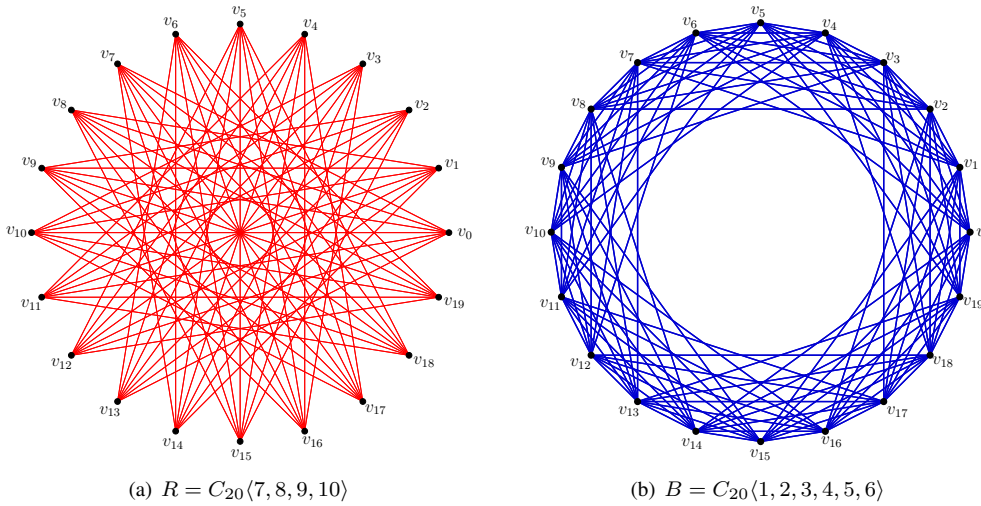 v₅
v₆ v₄
v₇ v₃
v₈ v₂
v₉ v₁
v₁₀ v₀
v₁₁ v₁₉
v₁₂ v₁₈
v₁₃ v₁₇
v₁₄ v₁₆
v₁₅
(a) R = C₂₀⟨7, 8, 9, 10⟩
v₅
v₆ v₄
v₇ v₃
v₈ v₂
v₉ v₁
v₁₀ v
v₁₁ v₁₉
v₁₂ v₁₈
v₁₃ v₁₇
v₁₄ v₁₆
v₁₅
(b) B = C₂₀⟨1, 2, 3, 4, 5, 6⟩